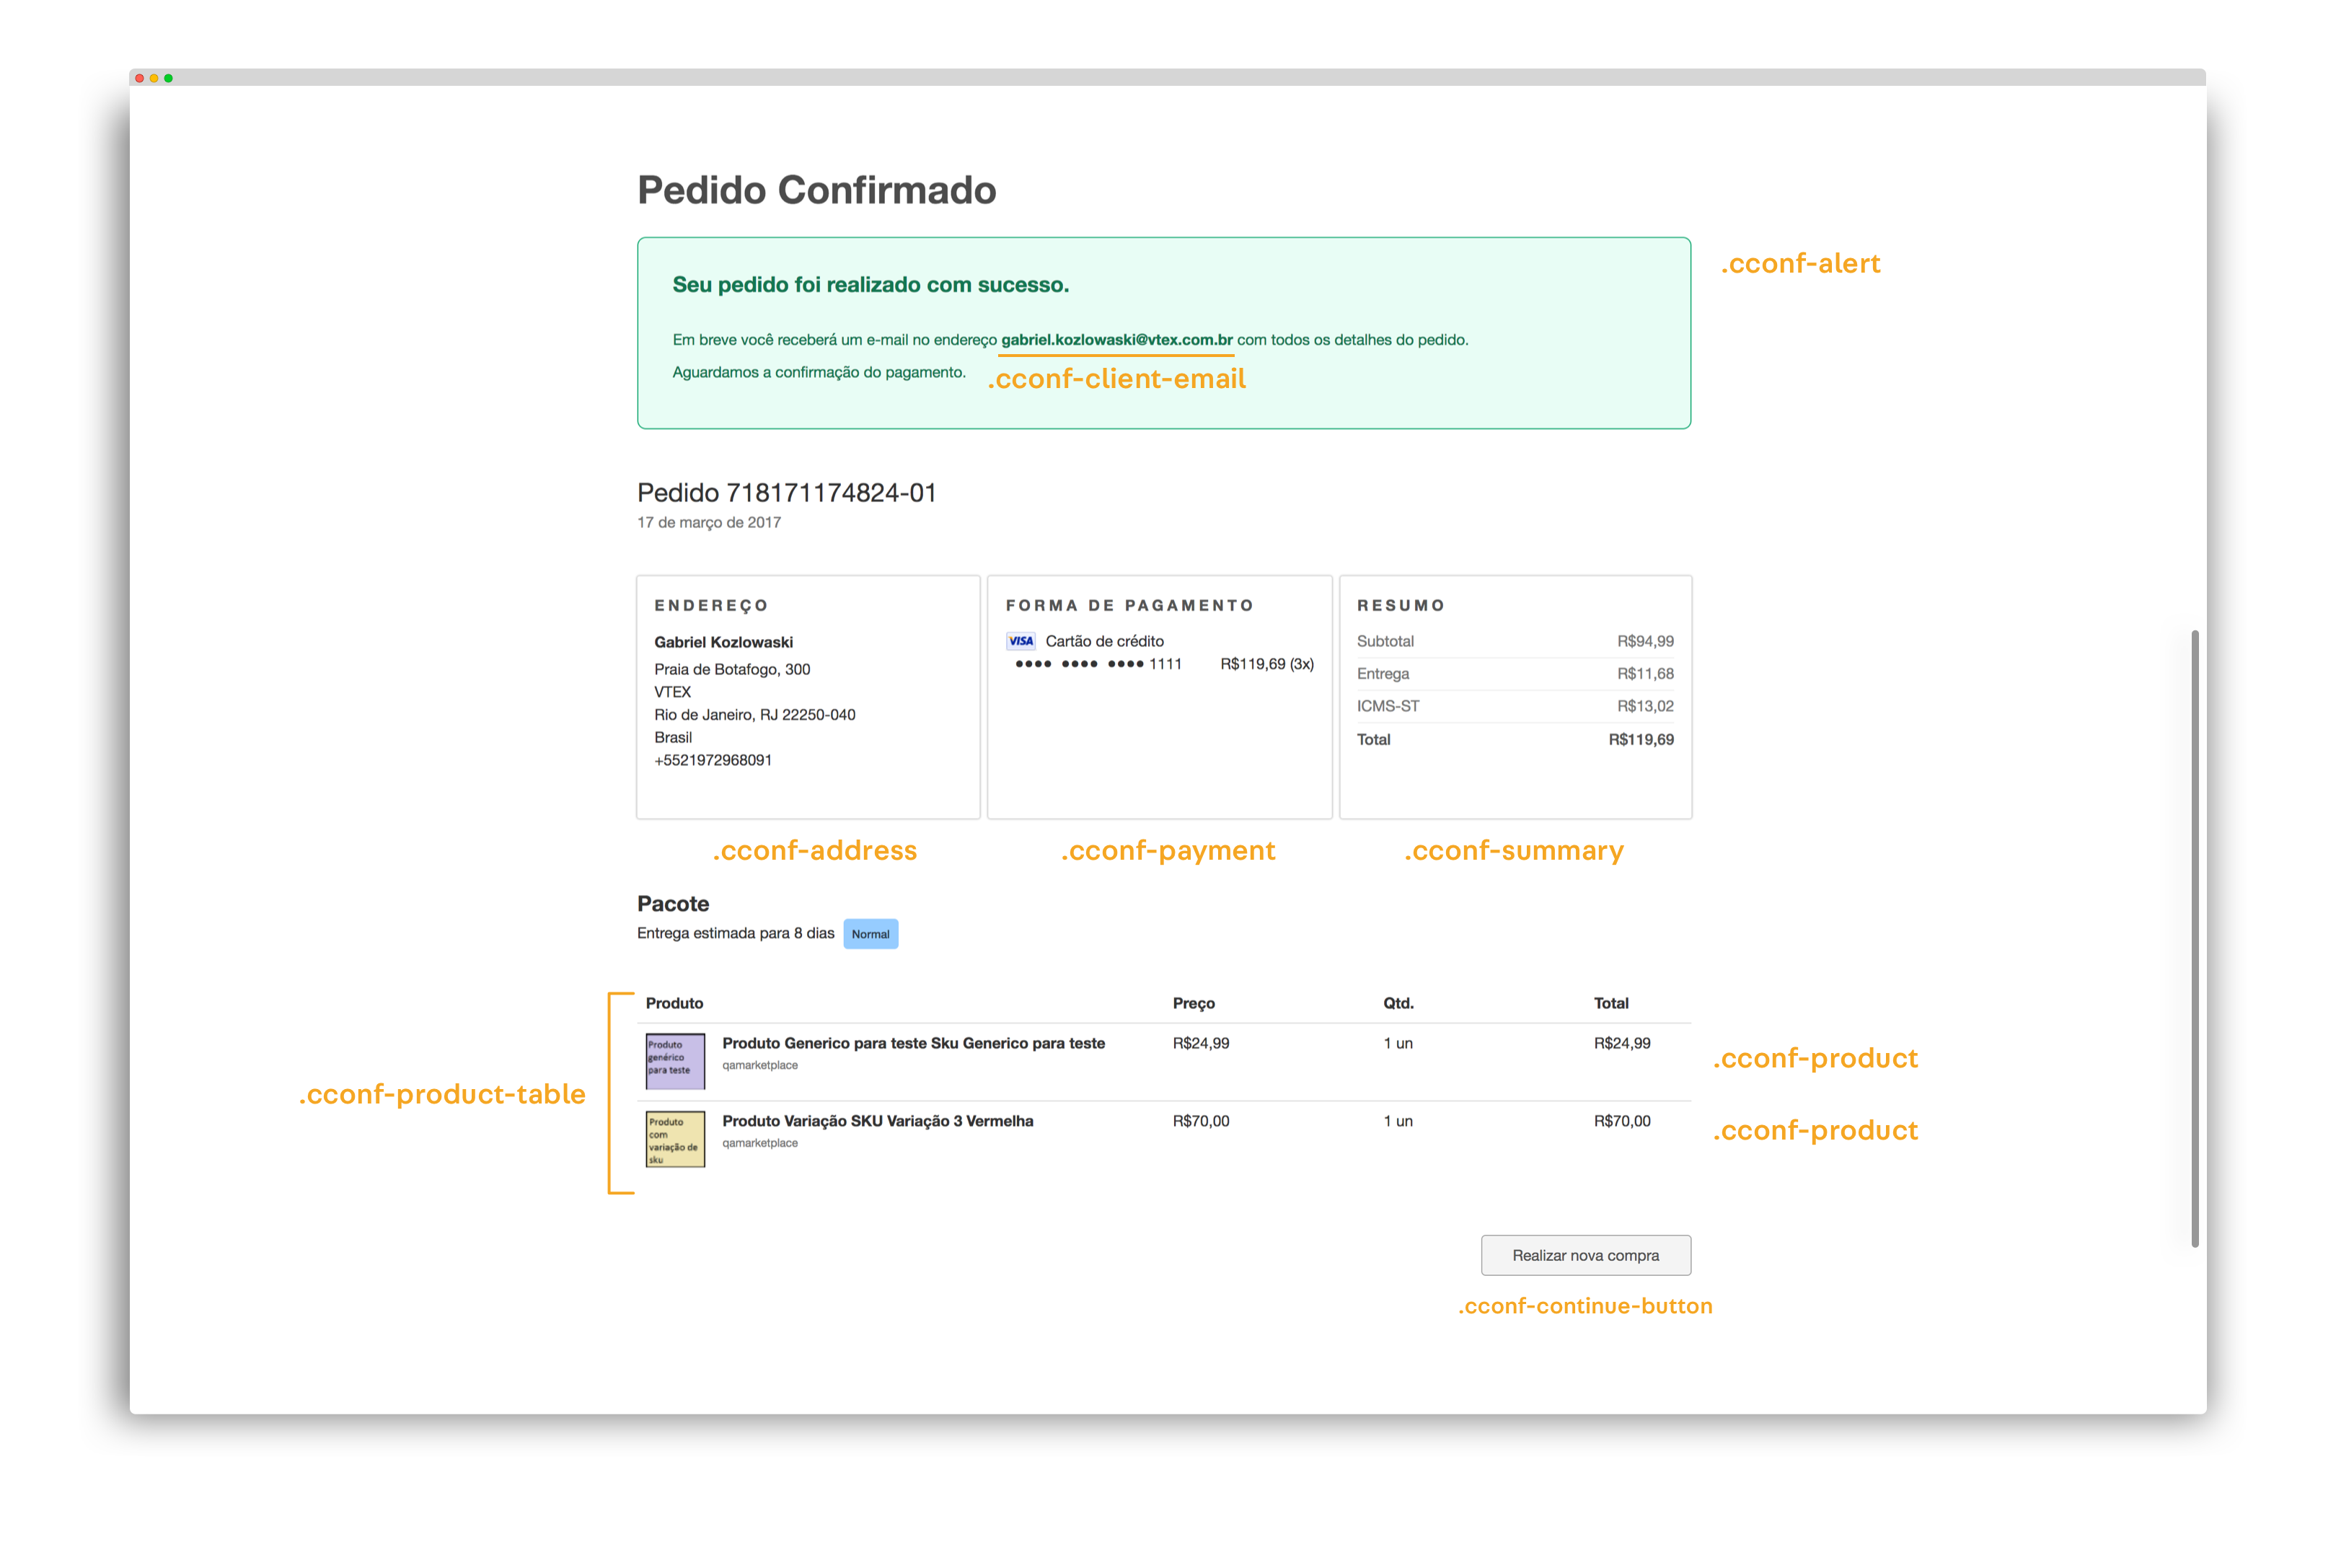 Pedido Confirmado
.cconf-alert
Seu pedido foi realizado com sucesso.
Em breve você receberá um e-mail no endereço gabriel.kozlowaski@vtex.com.br com todos os detalhes do pedido.
Aguardamos a confirmação do pagamento.
.cconf-client-email
Pedido 718171174824-01
17 de março de 2017
ENDEREÇO
Gabriel Kozlowaski
Praia de Botafogo, 300
VTEX
Rio de Janeiro, RJ 22250-040
Brasil
+5521972968091
.cconf-address
FORMA DE PAGAMENTO
VISA Cartão de crédito
•••• •••• •••• 1111 R$119,69 (3x)
.cconf-payment
RESUMO
Subtotal R$94,99
Entrega R$11,68
ICMS-ST R$13,02
Total R$119,69
.cconf-summary
Pacote
Entrega estimada para 8 dias Normal
.cconf-product-table
Produto Preço Qtd. Total
Produto
genérico
para teste
Produto Generico para teste Sku Generico para teste R$24,99 1 un R$24,99
qamarketplace
.cconf-product
Produto
com
variação de
sku
Produto Variação SKU Variação 3 Vermelha R$70,00 1 un R$70,00
qamarketplace
.cconf-product
Realizar nova compra
.cconf-continue-button